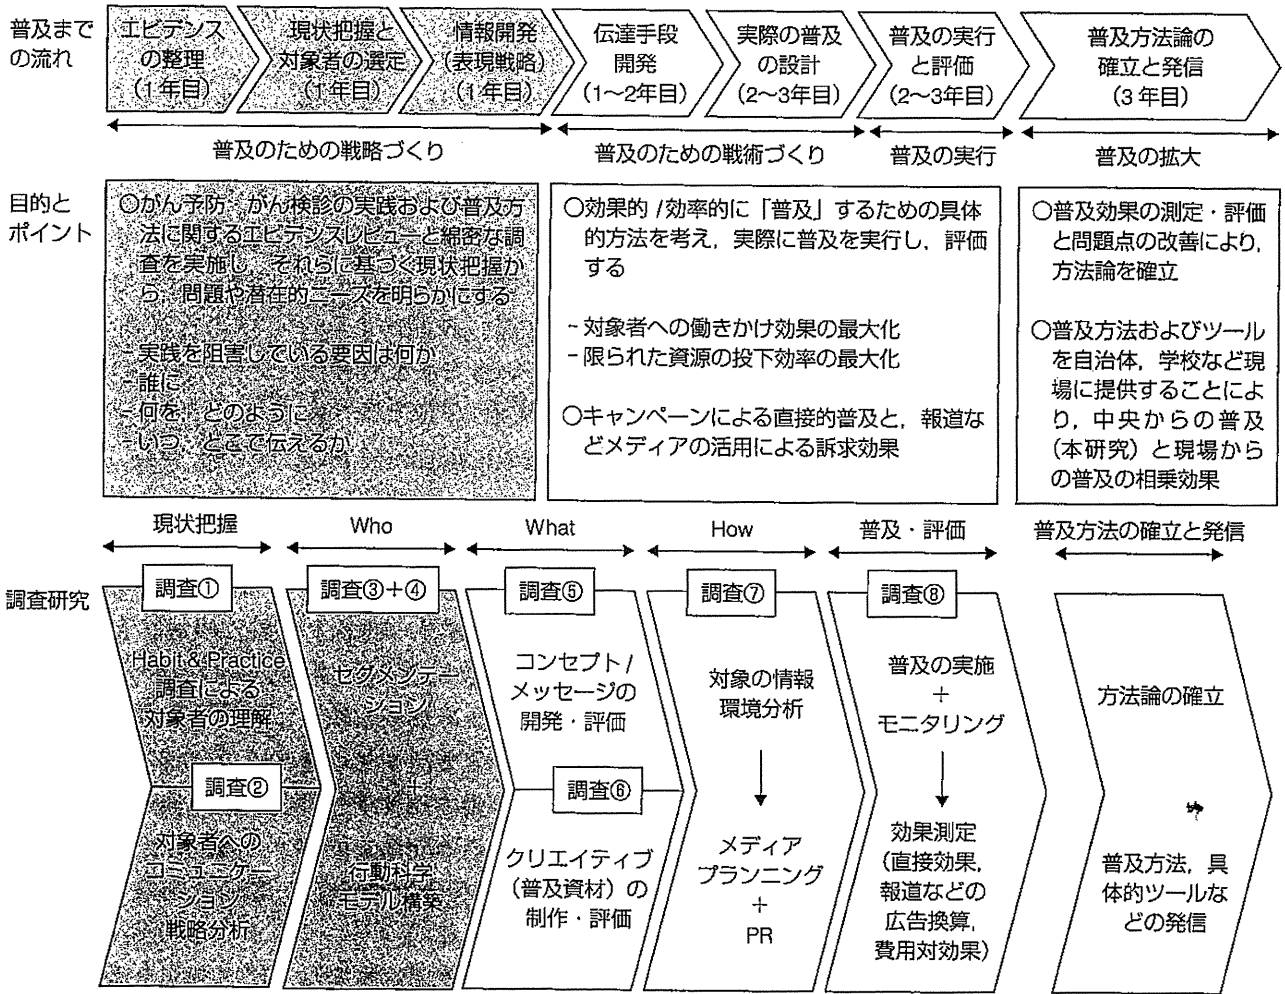 普及まで
の流れ
エビデンス
の整理
(1年目)
現状把握と
対象者の選定
(1年目)
情報開発
(表現戦略)
(1年目)
伝達手段
開発
(1〜2年目)
実際の普及
の設計
(2〜3年目)
普及の実行
と評価
(2〜3年目)
普及方法論の
確立と発信
(3年目)
普及のための戦略づくり
普及のための戦術づくり
普及の実行
普及の拡大
目的と
ポイント
○がん予防,がん検診の実践および普及方
法に関するエビデンスレビューと綿密な調
査を実施し,それらに基づく現状把握か
ら,問題や潜在的ニーズを明らかにする
-実践を阻害している要因は何か
-誰に
-何を,どのように
いつ,どこで伝えるか
○効果的/効率的に「普及」するための具体
的方法を考え,実際に普及を実行し,評価
する
-対象者への働きかけ効果の最大化
-限られた資源の投下効率の最大化
○キャンペーンによる直接的普及と,報道な
どメディアの活用による訴求効果
○普及効果の測定・評価
と問題点の改善により,
方法論を確立
○普及方法およびツール
を自治体,学校など現
場に提供することによ
り,中央からの普及
(本研究)と現場から
の普及の相乗効果
現状把握
Who
What
How
普及・評価
普及方法の確立と発信
調査研究
調査①
Habit & Practice
調査による
対象者の理解
調査②
対象者への
コミュニケー
ション
戦略分析
調査③+④
セグメンテー
ション
+
行動科学
モデル構築
調査⑤
コンセプト/
メッセージの
開発・評価
調査⑥
クリエイティブ
(普及資材)の
制作・評価
調査⑦
対象の情報
環境分析
メディア
プランニング
+
PR
調査⑧
普及の実施
+
モニタリング
効果測定
(直接効果,
報道などの
広告換算,
費用対効果)
方法論の確立
普及方法,具
体的ツールな
どの発信